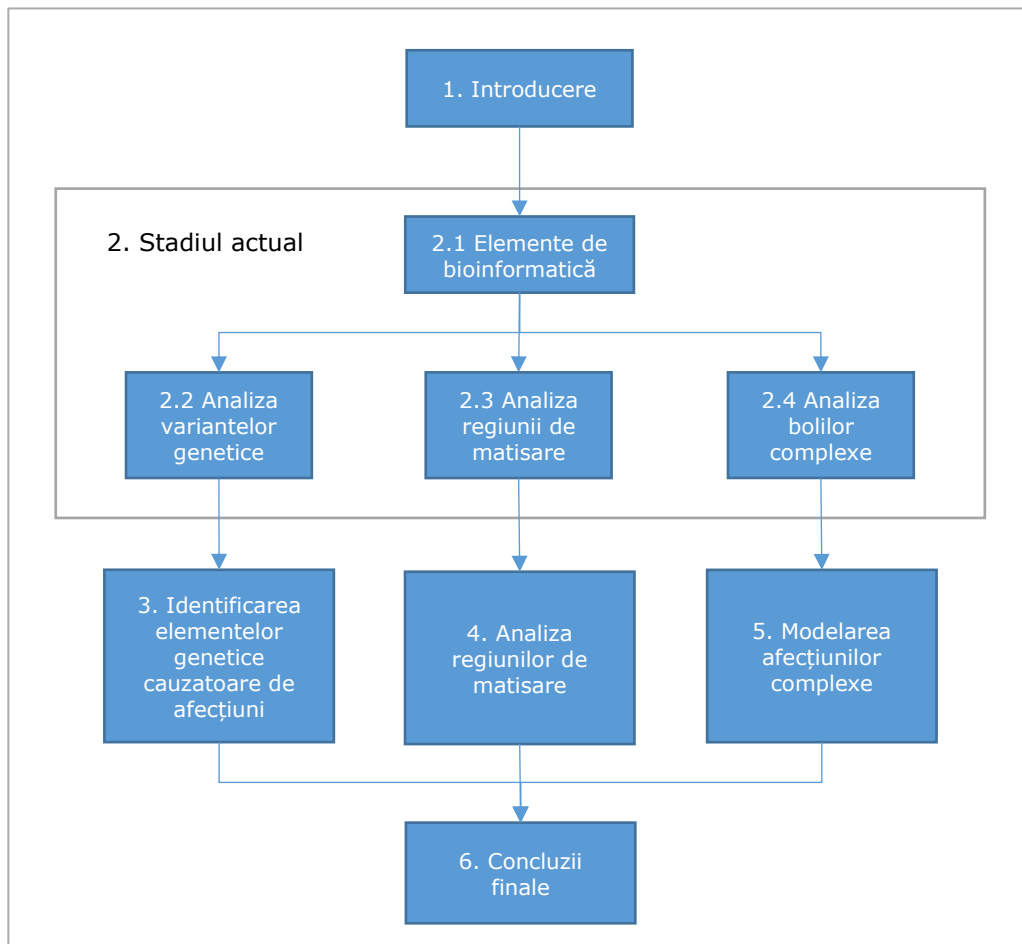 1. Introducere
2. Stadiul actual
2.1 Elemente de
bioinformatică
2.2 Analiza
variantelor
genetice
2.3 Analiza
regiunii de
matisare
2.4 Analiza
bolilor
complexe
3. Identificarea
elementelor
genetice
cauzatoare de
afecțiuni
4. Analiza
regiunilor de
matisare
5. Modelarea
afecțiunilor
complexe
6. Concluzii
finale